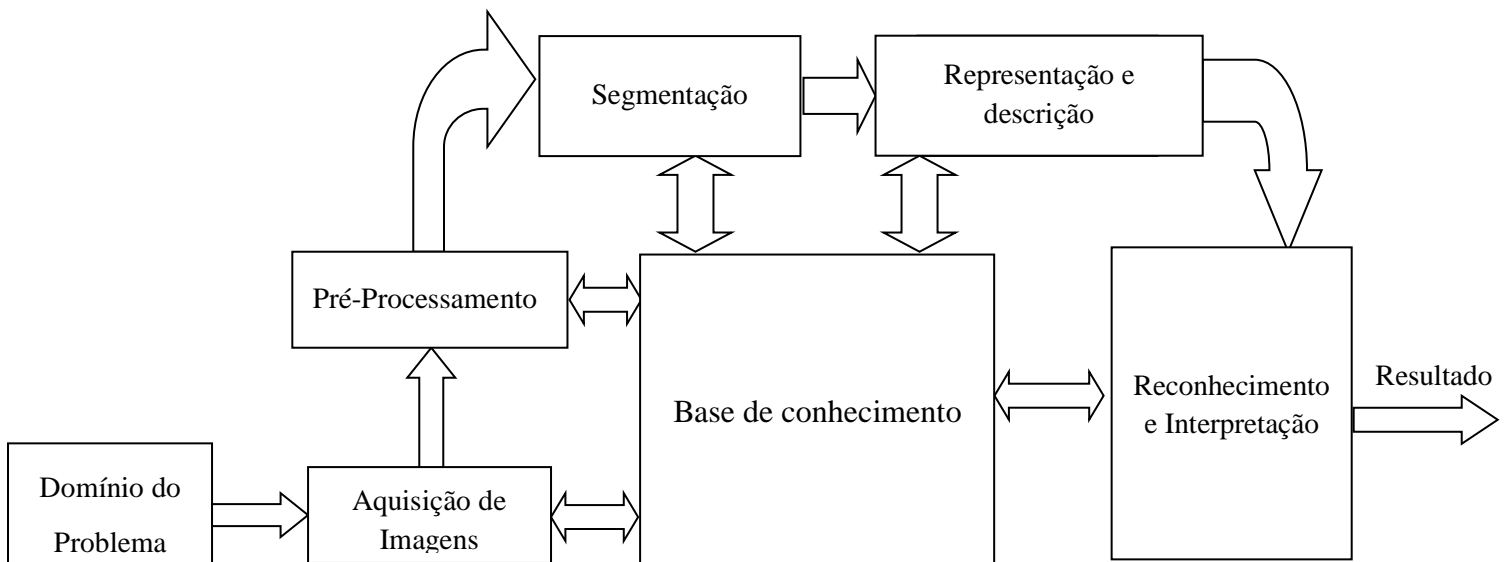 Segmentação
Representação e
descrição
Pré-Processamento
Base de conhecimento
Reconhecimento
e Interpretação
Resultado
Domínio do
Problema
Aquisição de
Imagens